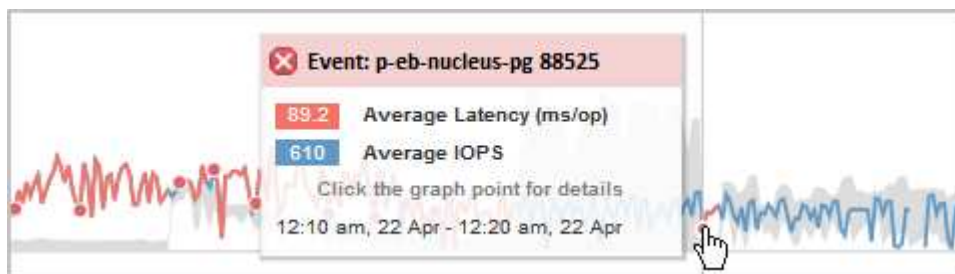 Event: p-eb-nucleus-pg 88525
89.2 Average Latency (ms/op)
610 Average IOPS
Click the graph point for details
12:10 am, 22 Apr - 12:20 am, 22 Apr